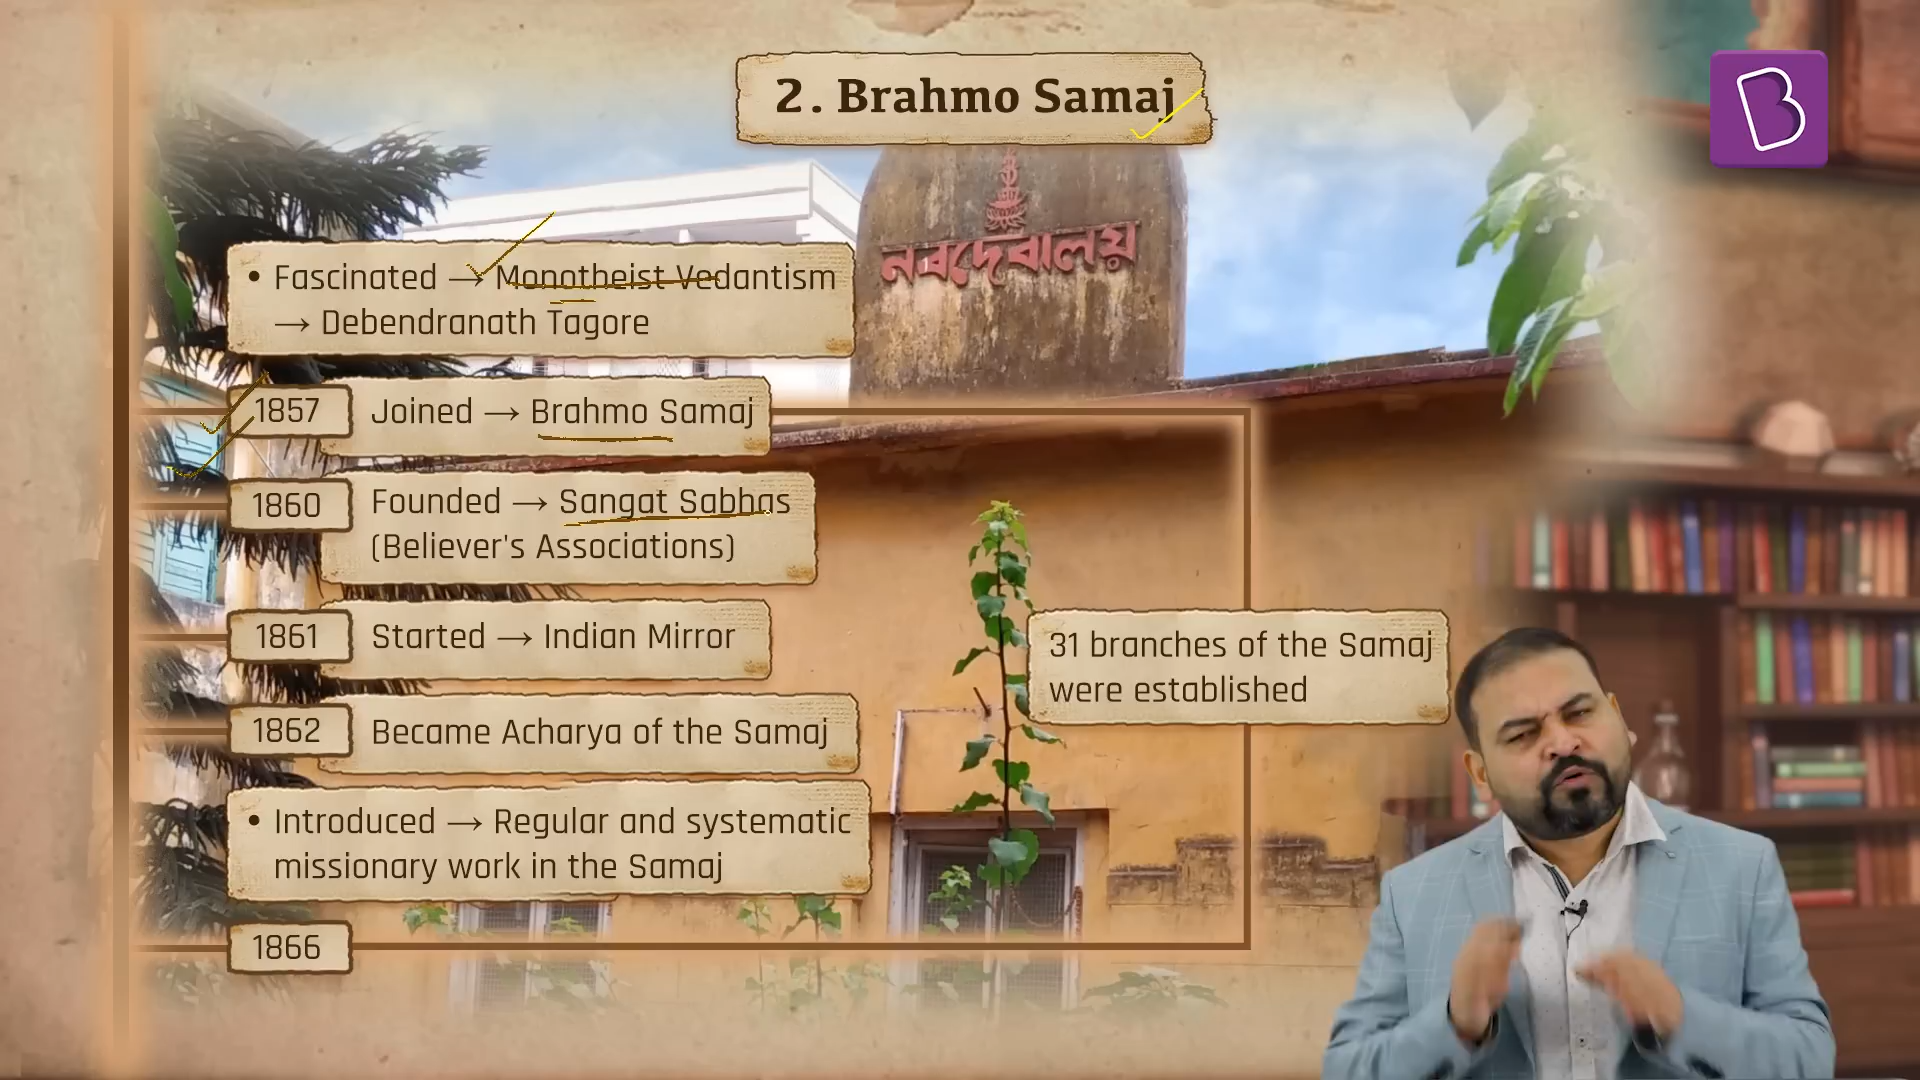 2. Brahmo Samaj
নবদেবালয়
• Fascinated → Monotheist Vedantism
→ Debendranath Tagore
1857 Joined → Brahmo Samaj
1860 Founded → Sangat Sabhas
(Believer's Associations)
1861 Started → Indian Mirror
31 branches of the Samaj
were established
1862 Became Acharya of the Samaj
• Introduced → Regular and systematic
missionary work in the Samaj
1866
B